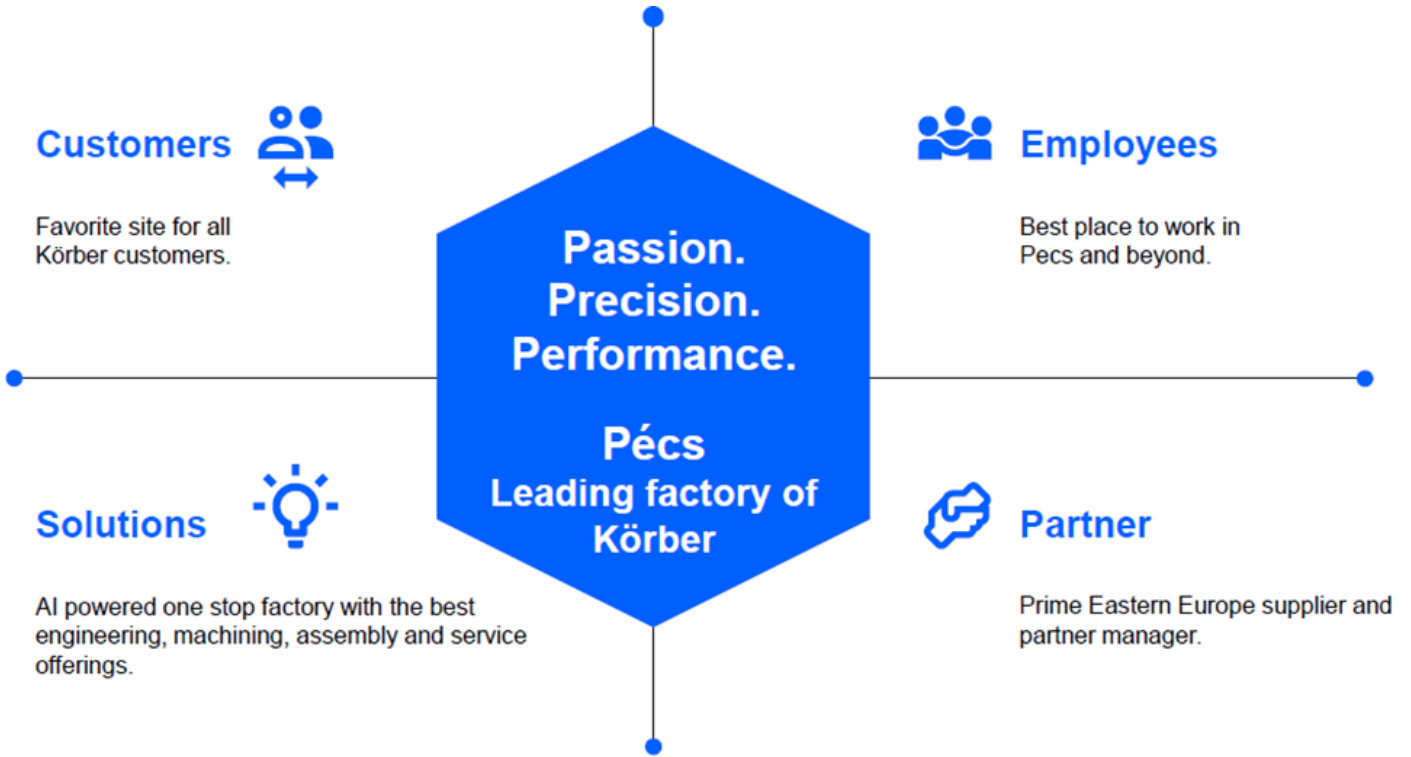 Customers
Favorite site for all
Körber customers.
Employees
Best place to work in
Pecs and beyond.
Passion.
Precision.
Performance.
Pécs
Leading factory of
Körber
Solutions
AI powered one stop factory with the best
engineering, machining, assembly and service
offerings.
Partner
Prime Eastern Europe supplier and
partner manager.